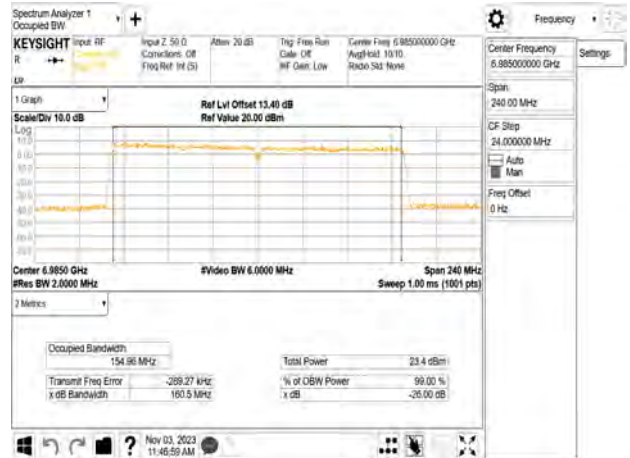 Spectrum Analyzer 1
Occupied BW
Frequency
KEYSIGHT
Input: RF
Input Z: 50 Ω
Corrections: Off
Freq Ref: Int (S)
Atten: 20 dB
Trig: Free Run
Gate: Off
#IF Gain: Low
Center Freq: 6.985000000 GHz
Avg|Hold: 10/10
Radio Std: None
R
Center Frequency
6.985000000 GHz
Settings
Span
240.00 MHz
CF Step
24.000000 MHz
Auto
Man
Freq Offset
0 Hz
1 Graph
Scale/Div 10.0 dB
Ref Lvl Offset 13.40 dB
Ref Value 20.00 dBm
Log
Center 6.9850 GHz
#Res BW 2.0000 MHz
#Video BW 6.0000 MHz
Span 240 MHz
Sweep 1.00 ms (1001 pts)
2 Metrics
Occupied Bandwidth
154.96 MHz
Total Power
23.4 dBm
Transmit Freq Error
-289.27 kHz
% of OBW Power
99.00 %
x dB Bandwidth
160.5 MHz
x dB
-26.00 dB
Nov 03, 2023
11:46:59 AM